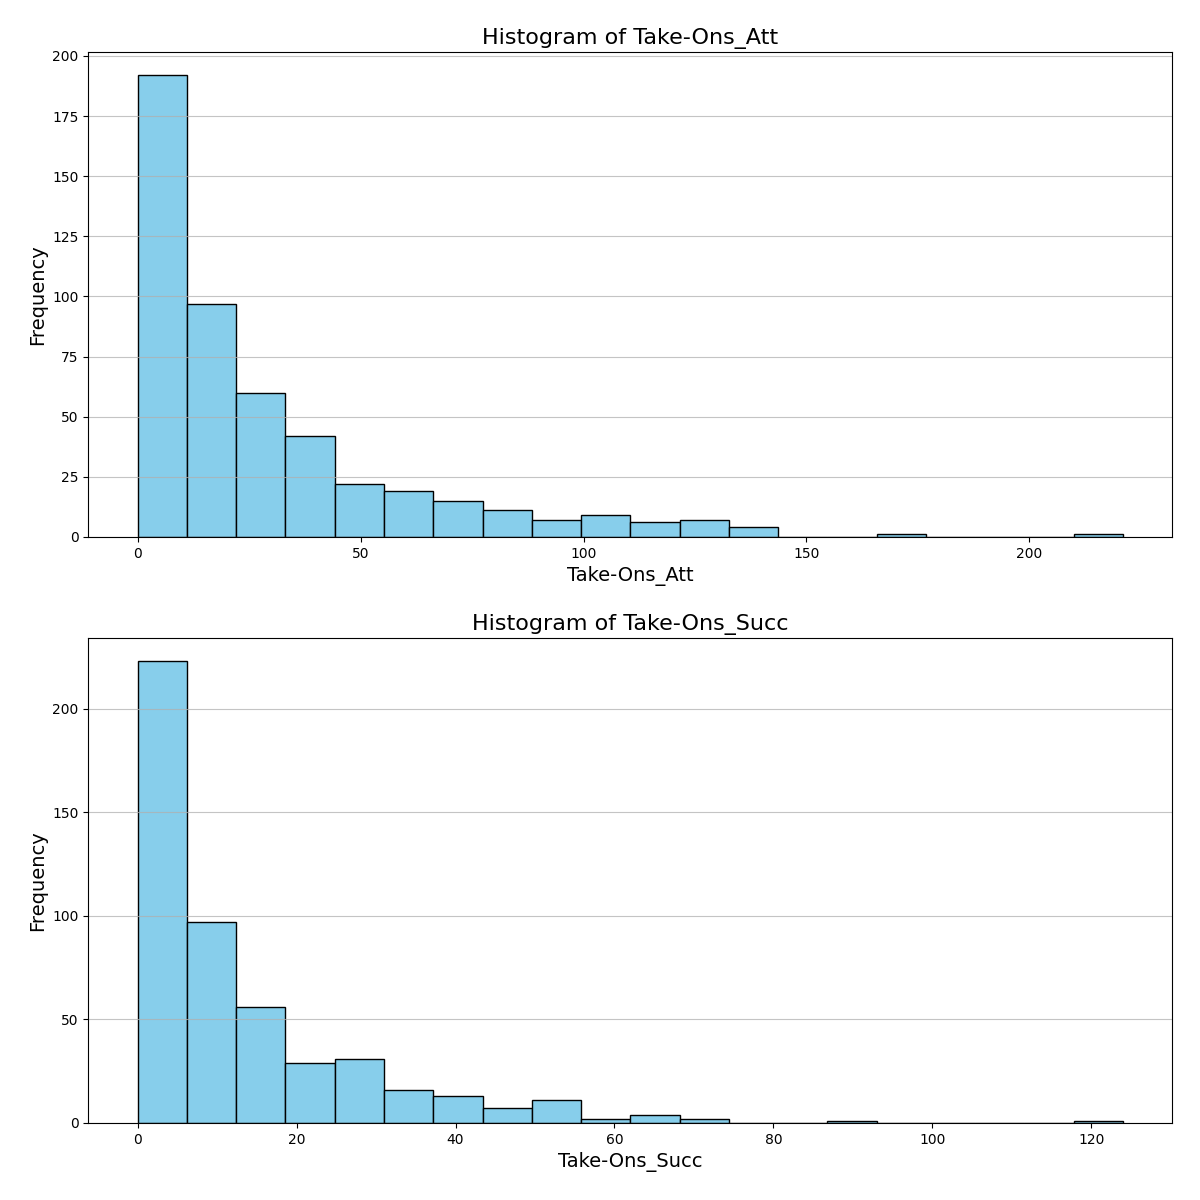 Histogram of Take-Ons_Att
200
175
150
125
100
75
50
25
0
Frequency
0 50 100 150 200
Take-Ons_Att
Histogram of Take-Ons_Succ
200
150
100
50
0
Frequency
0 20 40 60 80 100 120
Take-Ons_Succ